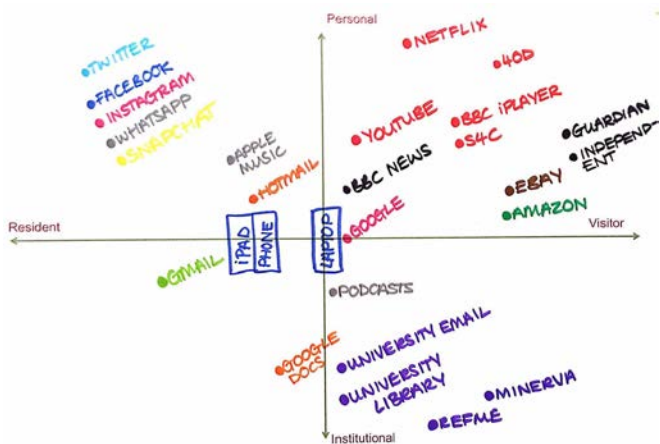 Personal
NETFLIX
TWITTER
40D
FACEBOOK
INSTAGRAM
WHATSAPP
SNAPCHAT
YOUTUBE
BBC iPLAYER
S4C
GUARDIAN
INDEPEND-
ENT
APPLE
MUSIC
HOTMAIL
BBC NEWS
EBAY
AMAZON
GOOGLE
Resident
iPAD
PHONE
LAPTOP
Visitor
GMAIL
PODCASTS
GOOGLE
DOCS
UNIVERSITY EMAIL
UNIVERSITY
LIBRARY
MINERVA
REFME
Institutional